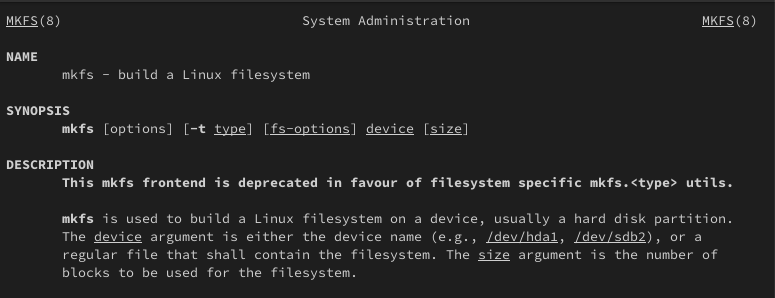 MKFS(8) System Administration MKFS(8)
NAME
mkfs - build a Linux filesystem
SYNOPSIS
mkfs [options] [-t type] [fs-options] device [size]
DESCRIPTION
This mkfs frontend is deprecated in favour of filesystem specific mkfs.<type> utils.
mkfs is used to build a Linux filesystem on a device, usually a hard disk partition.
The device argument is either the device name (e.g., /dev/hda1, /dev/sdb2), or a
regular file that shall contain the filesystem. The size argument is the number of
blocks to be used for the filesystem.